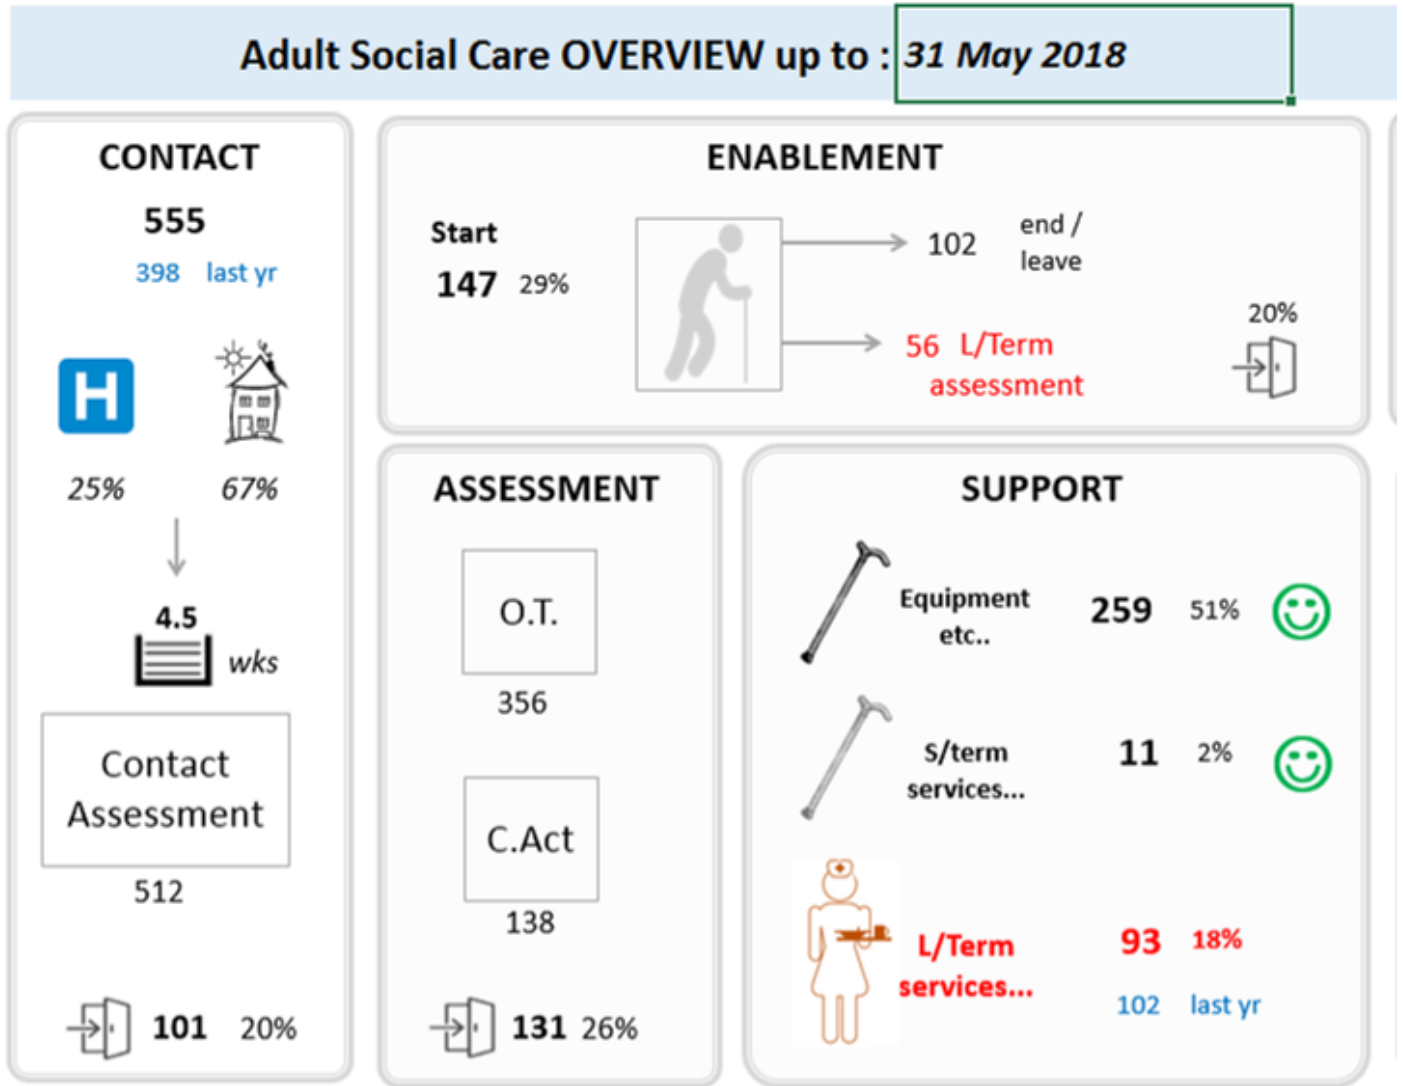 Adult Social Care OVERVIEW up to : 31 May 2018
CONTACT
555
398 last yr
H
25% 67%
4.5
wks
Contact
Assessment
512
101 20%
ENABLEMENT
Start
147 29%
102 end /
leave
56 L/Term
assessment
20%
ASSESSMENT
O.T.
356
C.Act
138
131 26%
SUPPORT
Equipment
etc.. 259 51%
S/term
services... 11 2%
L/Term
services... 93 18%
102 last yr